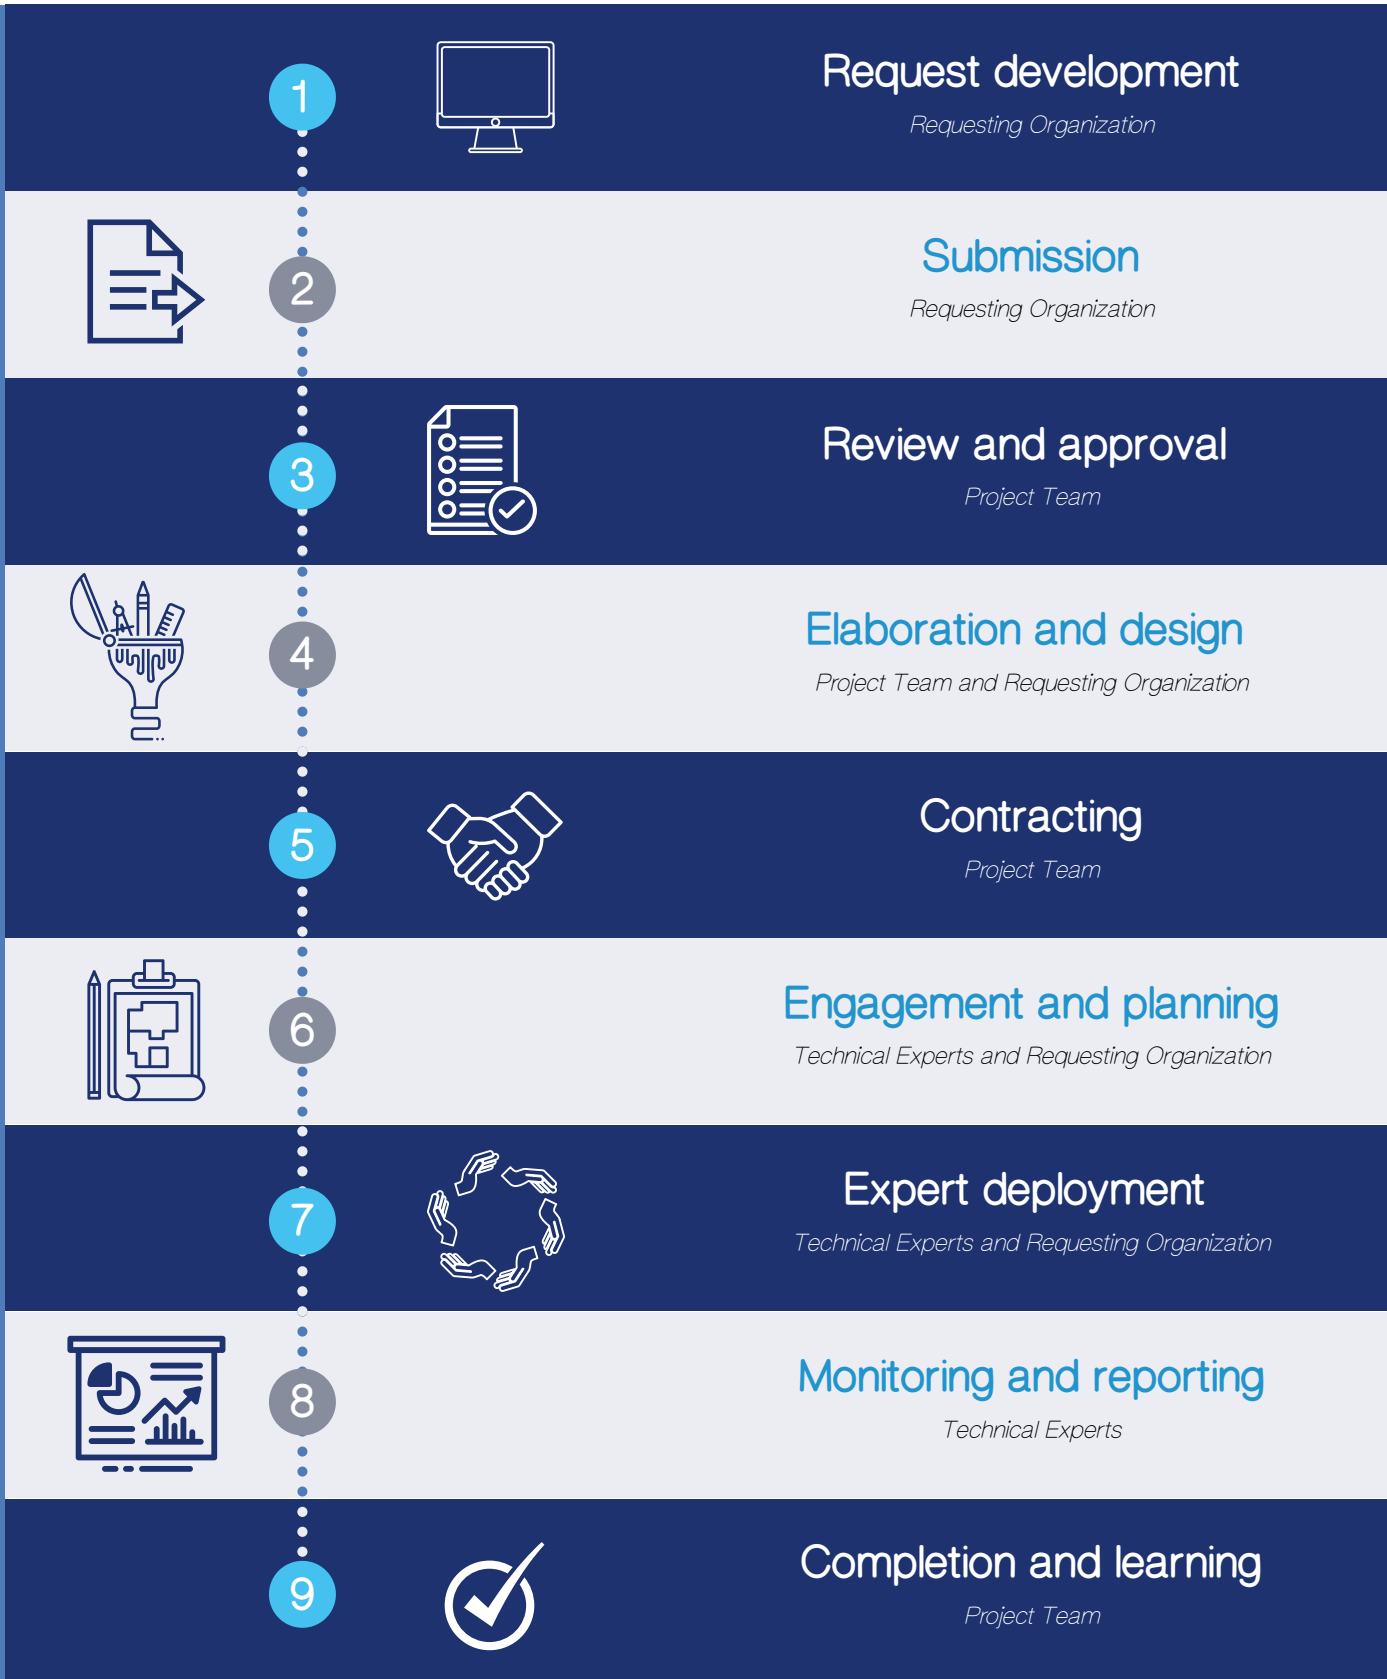 1
Request development
Requesting Organization
2
Submission
Requesting Organization
3
Review and approval
Project Team
4
Elaboration and design
Project Team and Requesting Organization
5
Contracting
Project Team
6
Engagement and planning
Technical Experts and Requesting Organization
7
Expert deployment
Technical Experts and Requesting Organization
8
Monitoring and reporting
Technical Experts
9
Completion and learning
Project Team